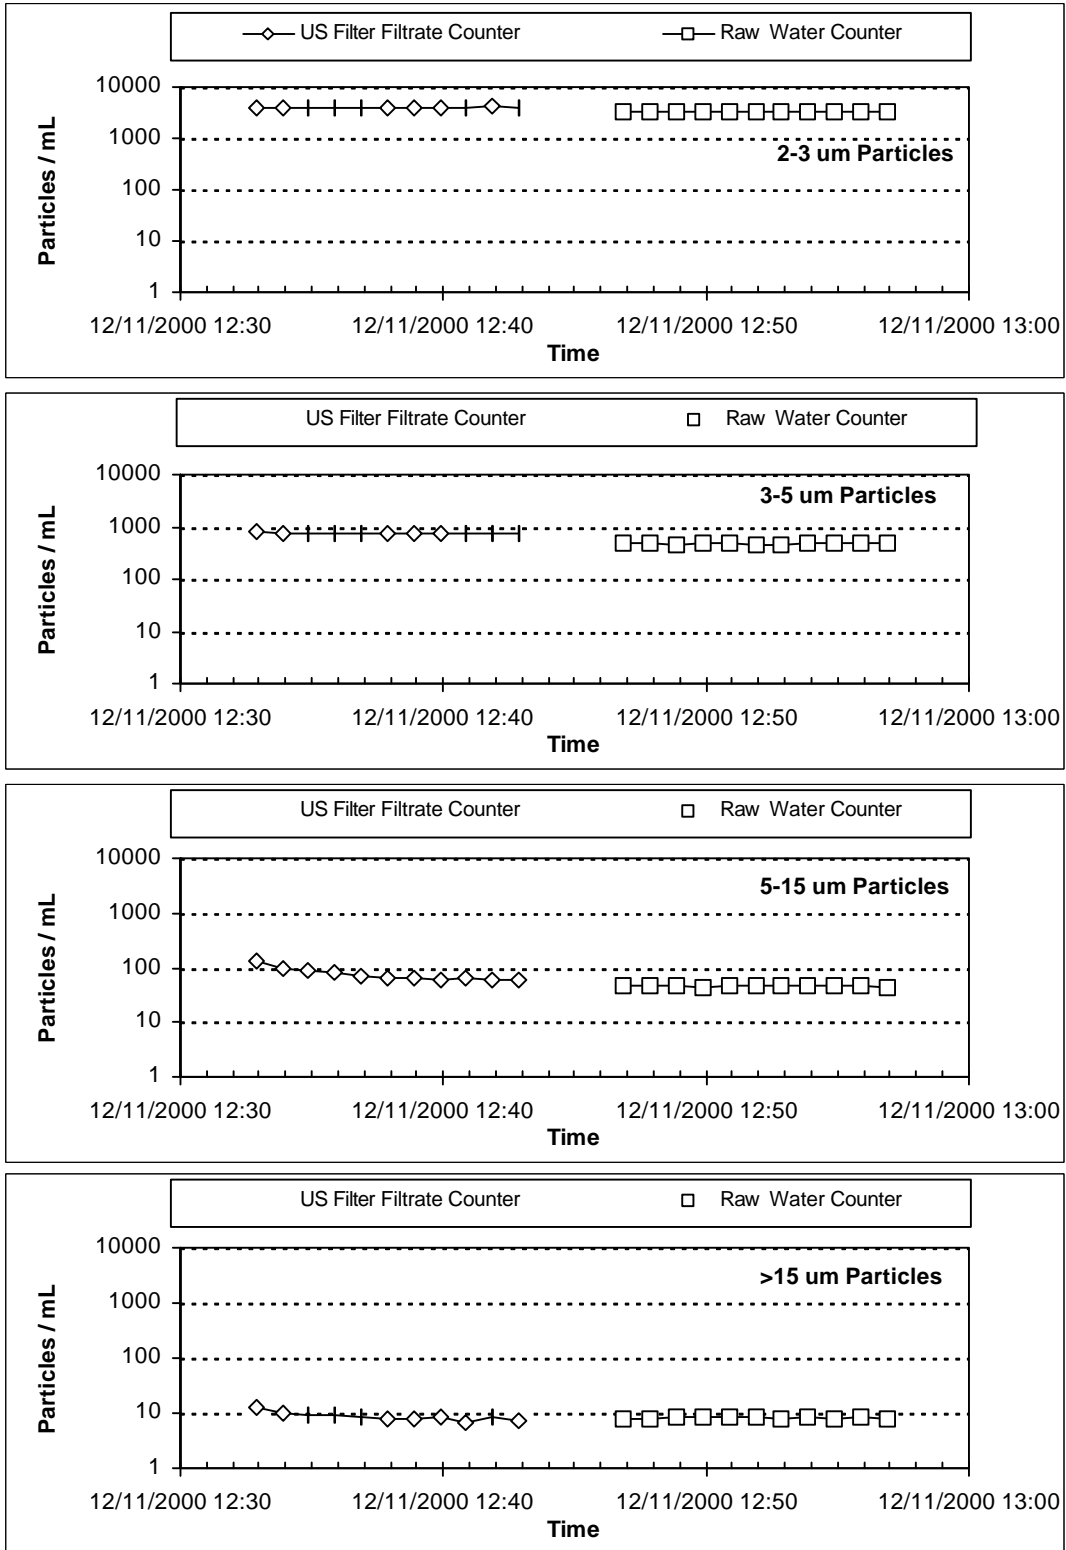 US Filter Filtrate Counter Raw Water Counter
10000
1000
2-3 um Particles
100
10
1
Particles / mL
12/11/2000 12:30 12/11/2000 12:40 12/11/2000 12:50 12/11/2000 13:00
Time
US Filter Filtrate Counter Raw Water Counter
10000
3-5 um Particles
1000
100
10
1
Particles / mL
12/11/2000 12:30 12/11/2000 12:40 12/11/2000 12:50 12/11/2000 13:00
Time
US Filter Filtrate Counter Raw Water Counter
10000
5-15 um Particles
1000
100
10
1
Particles / mL
12/11/2000 12:30 12/11/2000 12:40 12/11/2000 12:50 12/11/2000 13:00
Time
US Filter Filtrate Counter Raw Water Counter
10000
>15 um Particles
1000
100
10
1
Particles / mL
12/11/2000 12:30 12/11/2000 12:40 12/11/2000 12:50 12/11/2000 13:00
Time